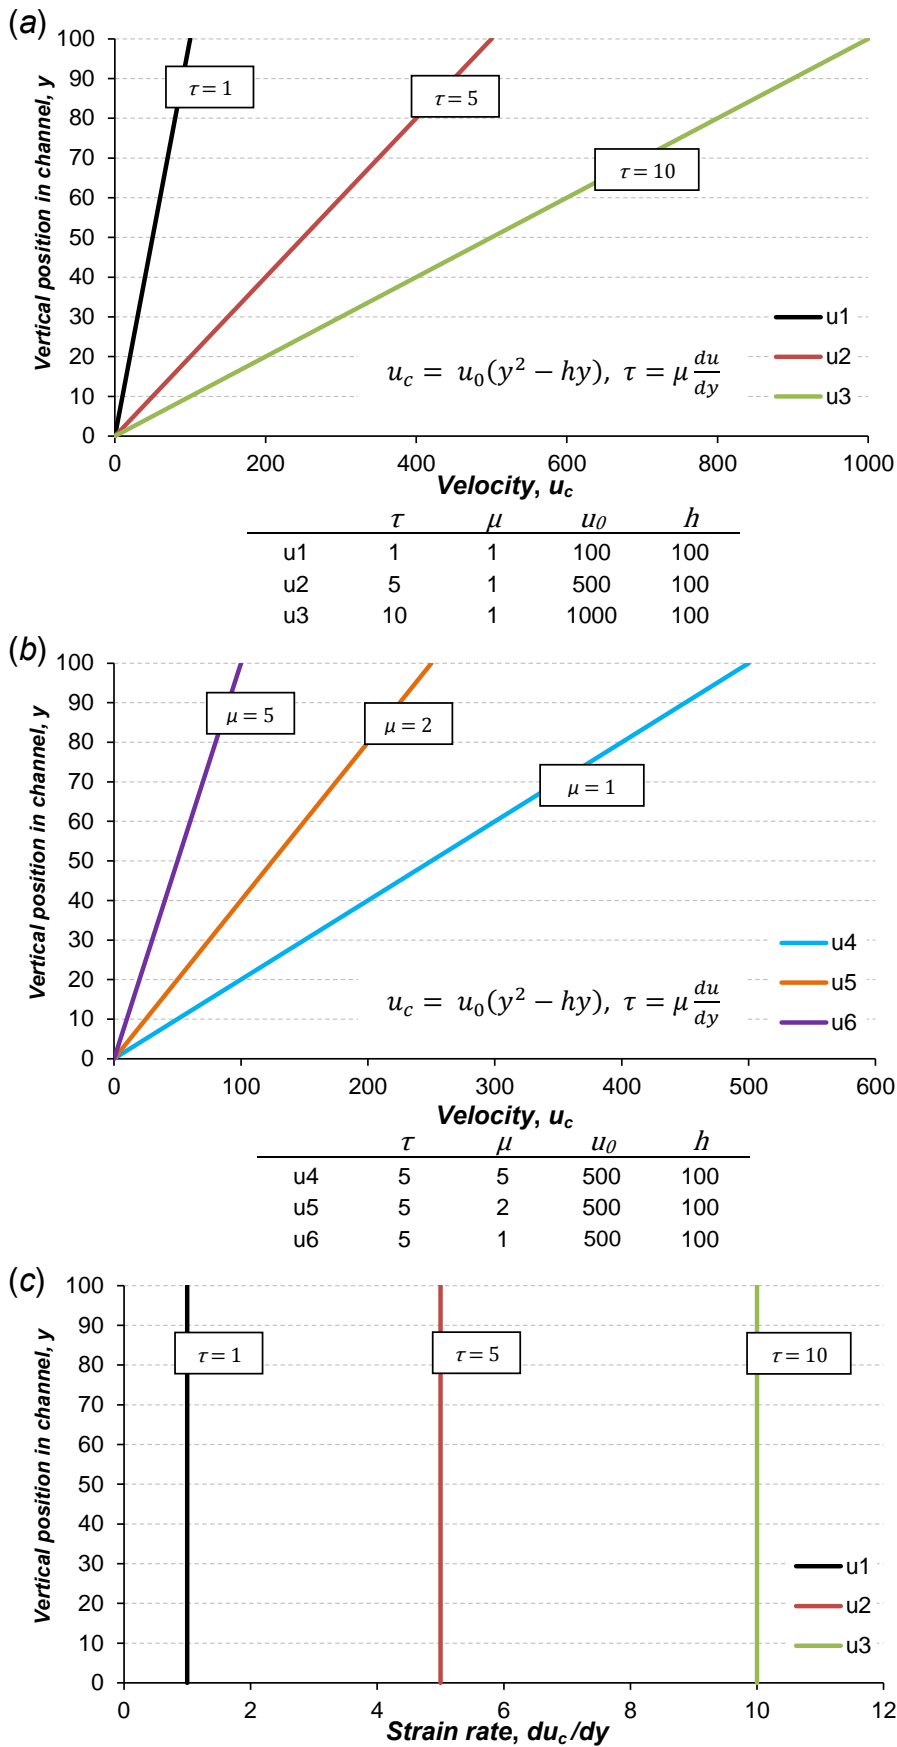 (a)
100
90
80
70
60
50
40
30
20
10
0
Vertical position in channel, y
τ = 1
τ = 5
τ = 10
u1
u2
u3
u_c = u_0(y^2 − hy), τ = μ du/dy
0 200 400 600 800 1000
Velocity, u_c
τ μ u_0 h
u1 1 1 100 100
u2 5 1 500 100
u3 10 1 1000 100
(b)
100
90
80
70
60
50
40
30
20
10
0
Vertical position in channel, y
μ = 5
μ = 2
μ = 1
u4
u5
u6
u_c = u_0(y^2 − hy), τ = μ du/dy
0 100 200 300 400 500 600
Velocity, u_c
τ μ u_0 h
u4 5 5 500 100
u5 5 2 500 100
u6 5 1 500 100
(c)
100
90
80
70
60
50
40
30
20
10
0
Vertical position in channel, y
τ = 1
τ = 5
τ = 10
u1
u2
u3
0 2 4 6 8 10 12
Strain rate, du_c/dy